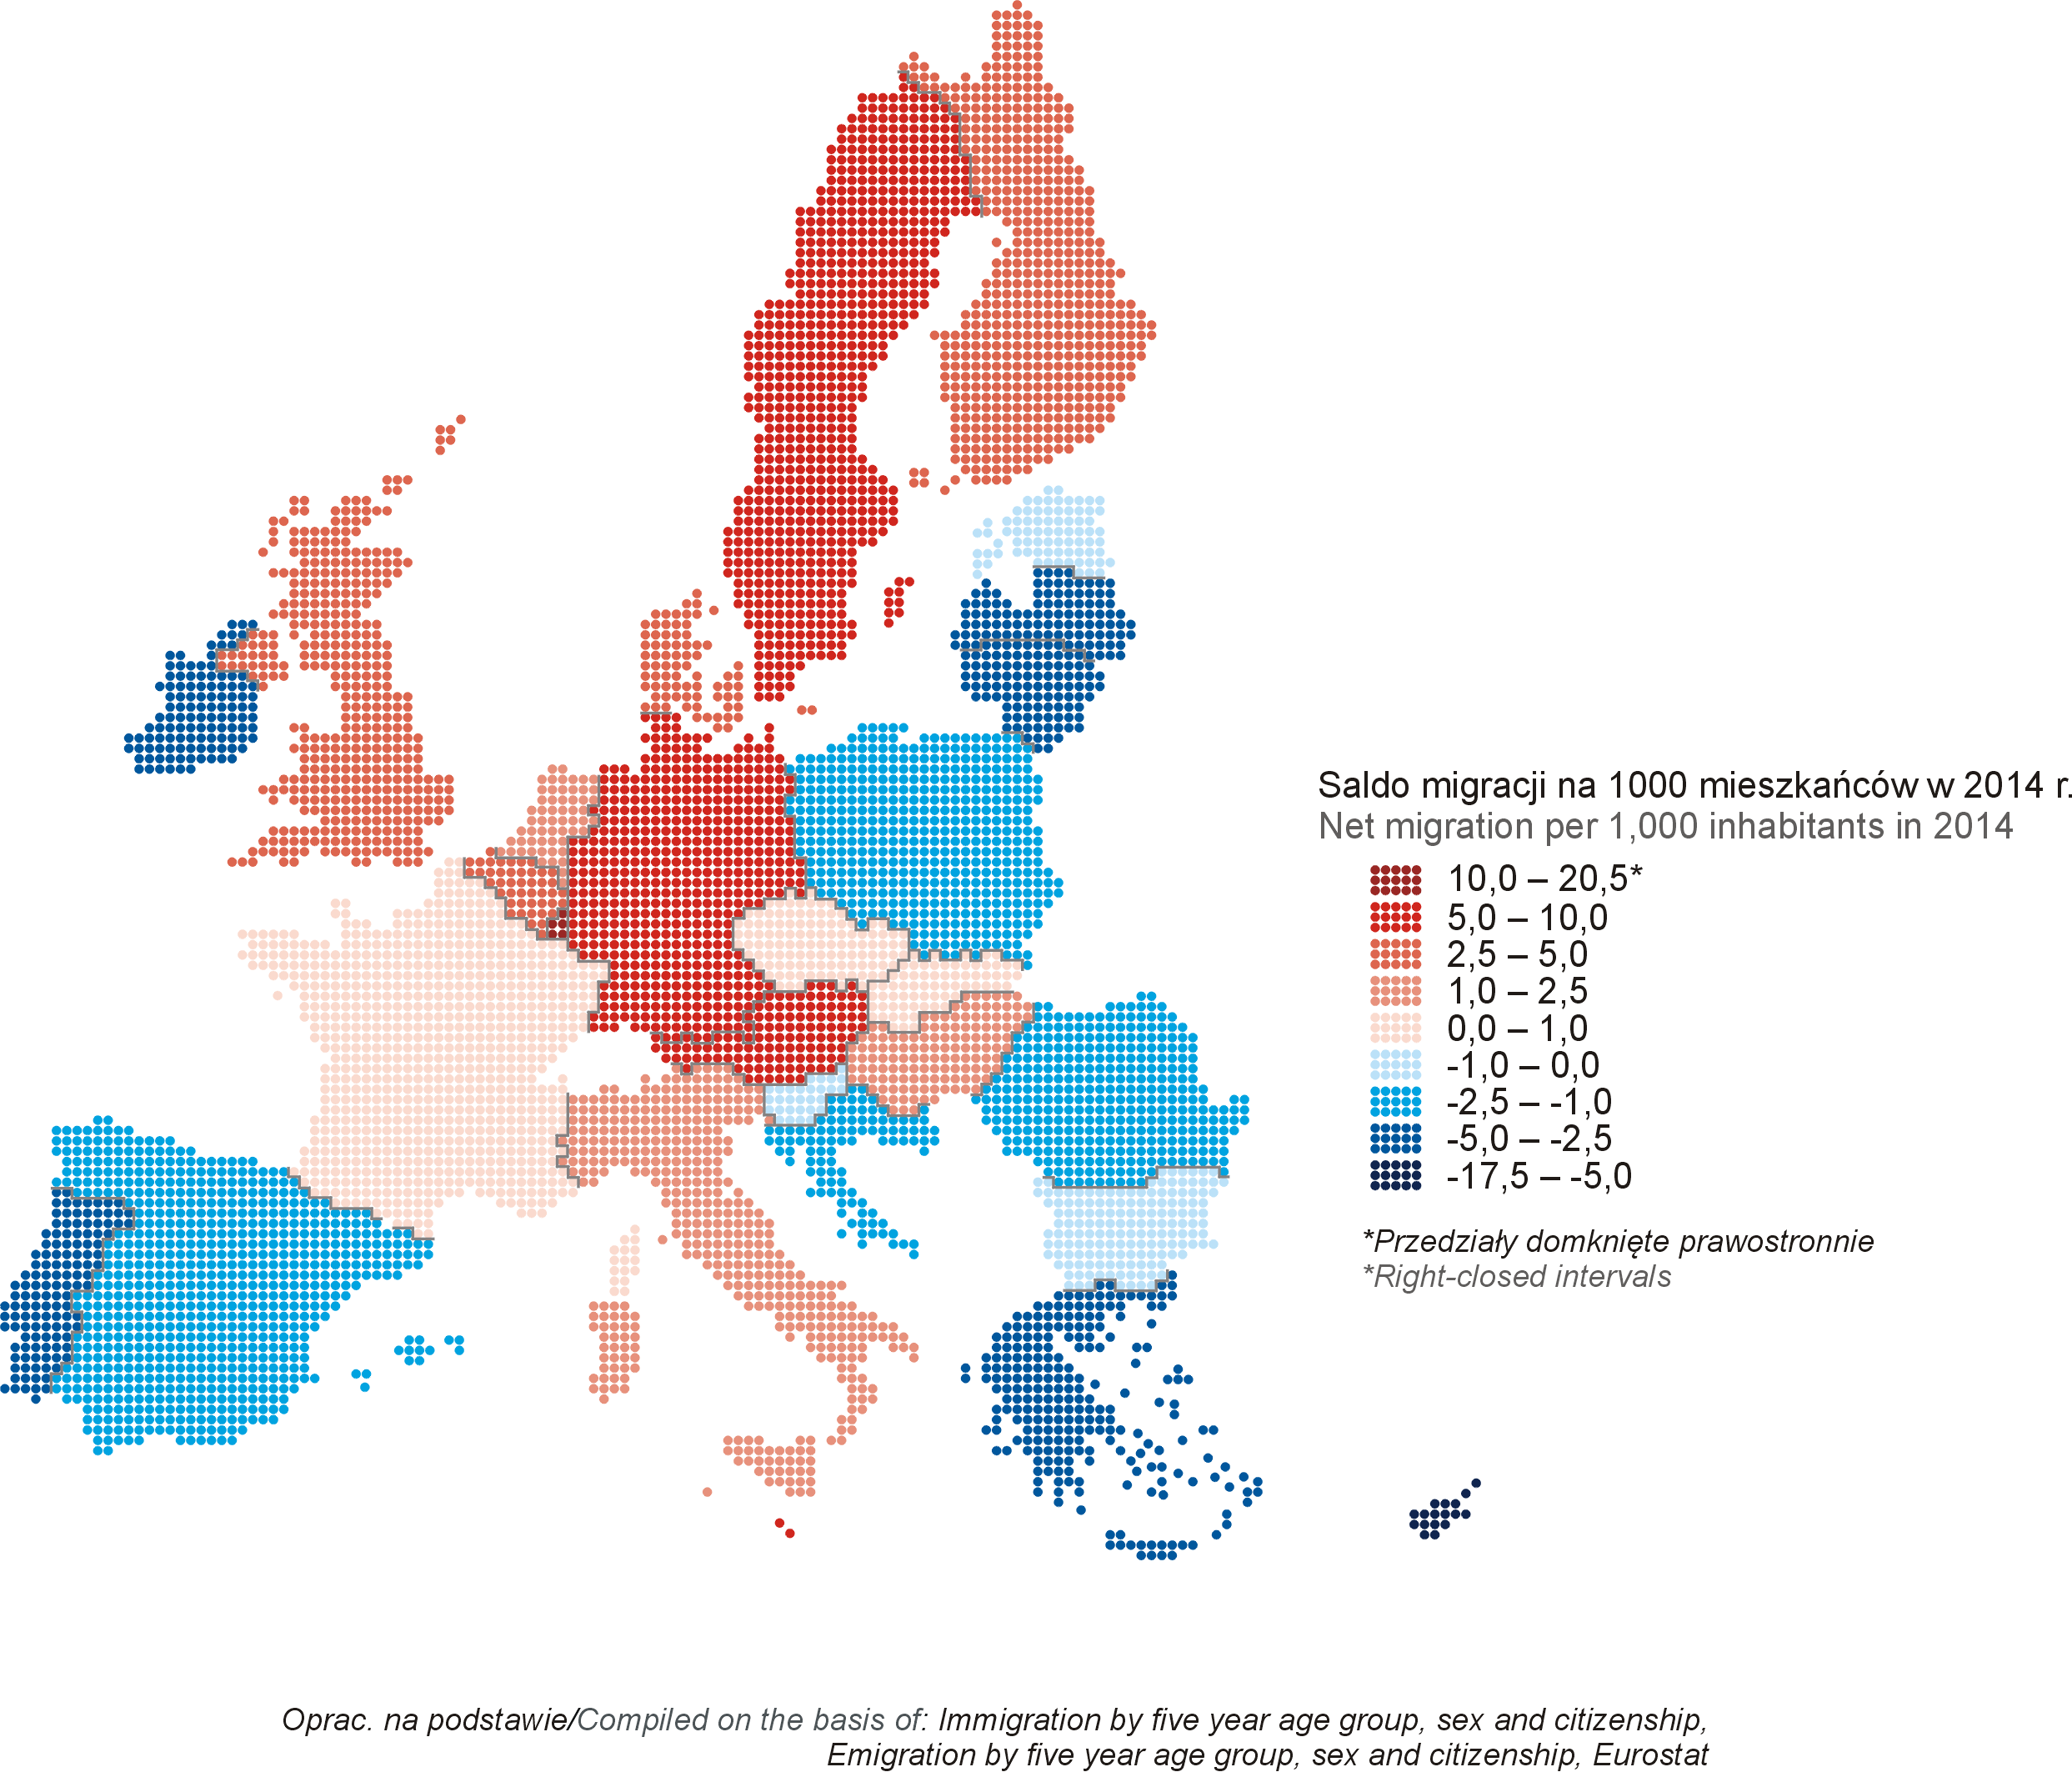 Saldo migracji na 1000 mieszkańców w 2014 r.
Net migration per 1,000 inhabitants in 2014
10,0 – 20,5*
5,0 – 10,0
2,5 – 5,0
1,0 – 2,5
0,0 – 1,0
-1,0 – 0,0
-2,5 – -1,0
-5,0 – -2,5
-17,5 – -5,0
*Przedziały domknięte prawostronnie
*Right-closed intervals
Oprac. na podstawie/Compiled on the basis of: Immigration by five year age group, sex and citizenship,
Emigration by five year age group, sex and citizenship, Eurostat